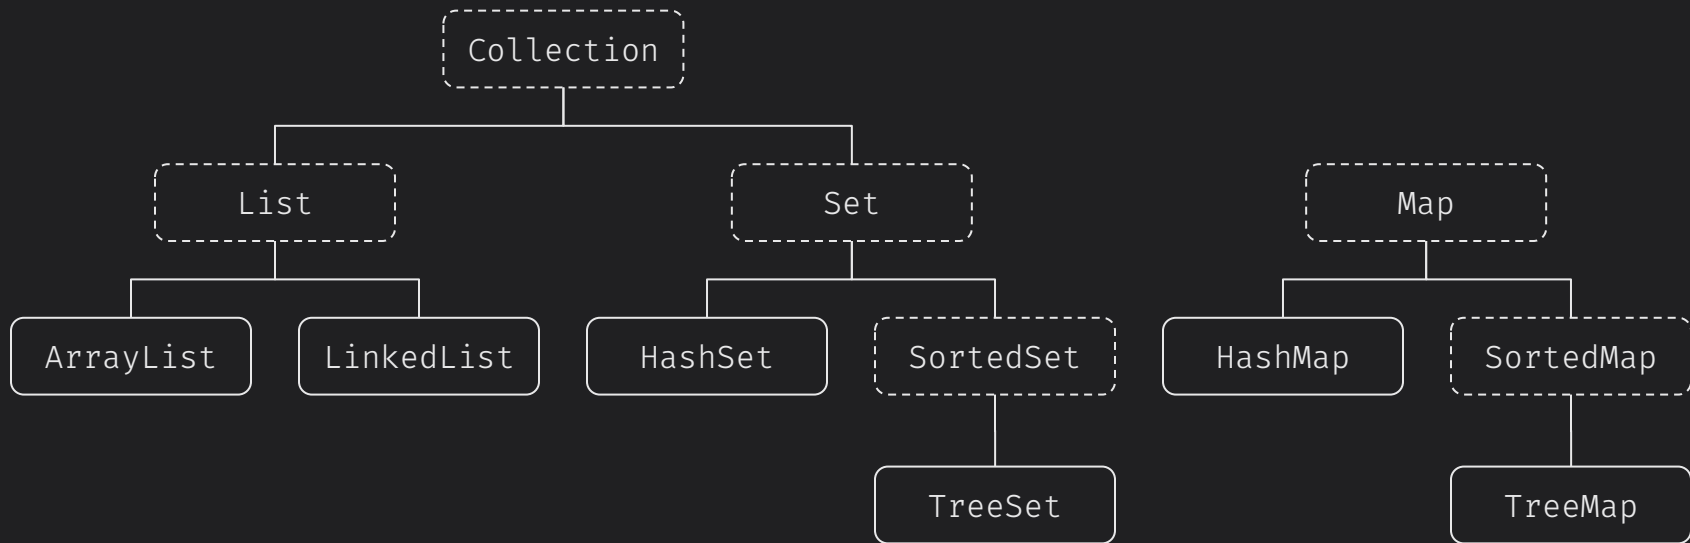 Collection
List
Set
Map
ArrayList
LinkedList
HashSet
SortedSet
HashMap
SortedMap
TreeSet
TreeMap